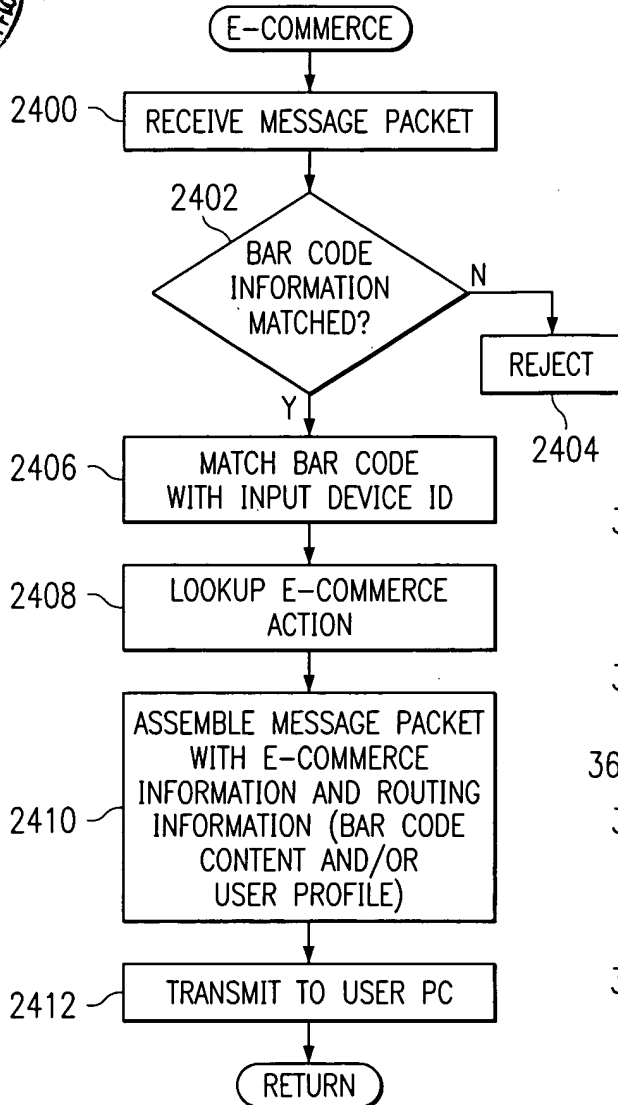 E-COMMERCE
2400
RECEIVE MESSAGE PACKET
2402
BAR CODE
INFORMATION
MATCHED?
N
REJECT
2404
Y
2406
MATCH BAR CODE
WITH INPUT DEVICE ID
2408
LOOKUP E-COMMERCE
ACTION
2410
ASSEMBLE MESSAGE PACKET
WITH E-COMMERCE
INFORMATION AND ROUTING
INFORMATION (BAR CODE
CONTENT AND/OR
USER PROFILE)
36
2412
TRANSMIT TO USER PC
RETURN